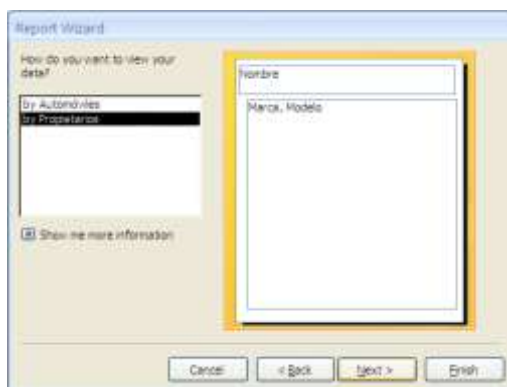 Report Wizard
How do you want to view your
data?
by Automóviles
by Propietarios
Show me more information
Nombre
Marca, Modelo
Cancel
< Back
Next >
Finish